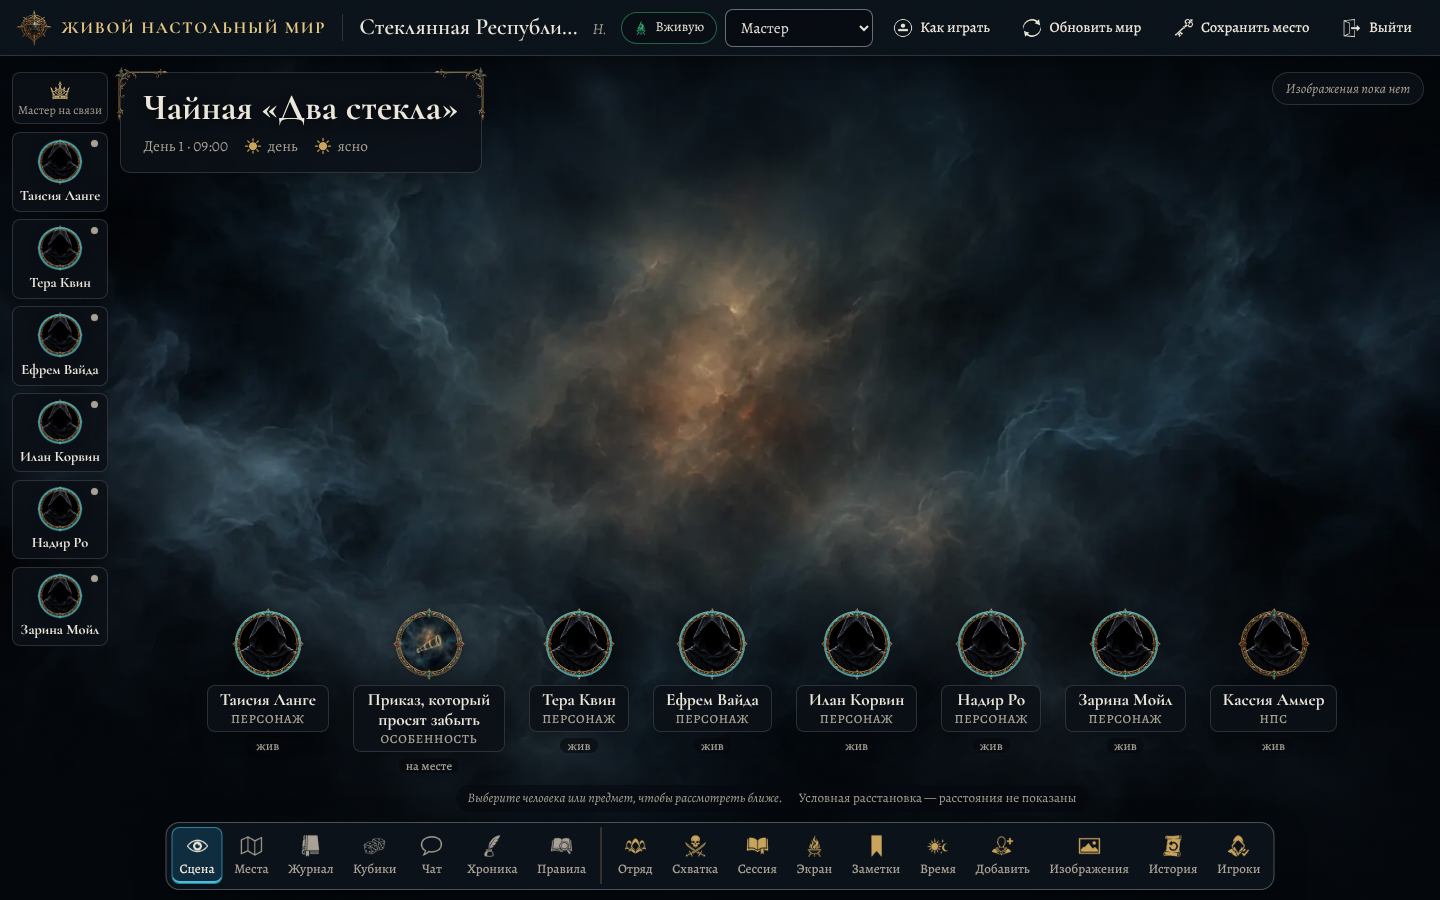 ЖИВОЙ НАСТОЛЬНЫЙ МИР
Стеклянная Республи...
Н.
Вживую
Мастер
Как играть
Обновить мир
Сохранить место
Выйти
Мастер на связи
Таисия Ланге
Тера Квин
Ефрем Вайда
Илан Корвин
Надир Ро
Зарина Мойл
Чайная «Два стекла»
День 1 · 09:00 день ясно
Изображения пока нет
Таисия Ланге
ПЕРСОНАЖ
жив
Приказ, который
просят забыть
ОСОБЕННОСТЬ
на месте
Тера Квин
ПЕРСОНАЖ
жив
Ефрем Вайда
ПЕРСОНАЖ
жив
Илан Корвин
ПЕРСОНАЖ
жив
Надир Ро
ПЕРСОНАЖ
жив
Зарина Мойл
ПЕРСОНАЖ
жив
Кассия Аммер
НПС
жив
Выберите человека или предмет, чтобы рассмотреть ближе. Условная расстановка — расстояния не показаны
Сцена
Места
Журнал
Кубики
Чат
Хроника
Правила
Отряд
Схватка
Сессия
Экран
Заметки
Время
Добавить
Изображения
История
Игроки